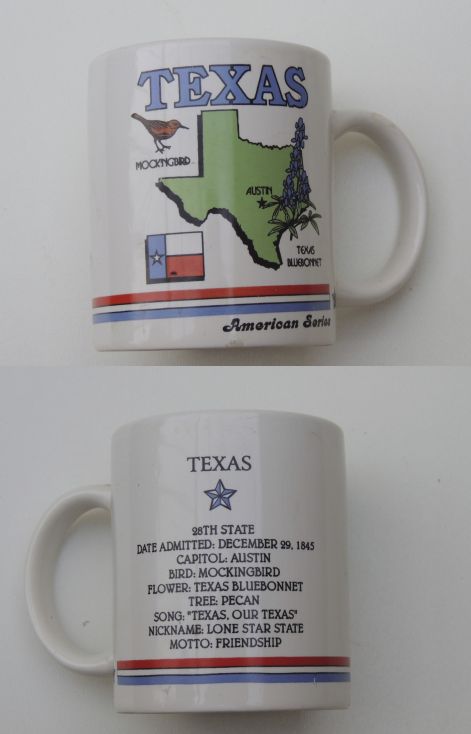 TEXAS
MOCKINGBIRD
AUSTIN
TEXAS
BLUEBONNET
American Series
TEXAS
28TH STATE
DATE ADMITTED: DECEMBER 29, 1845
CAPITOL: AUSTIN
BIRD: MOCKINGBIRD
FLOWER: TEXAS BLUEBONNET
TREE: PECAN
SONG: "TEXAS, OUR TEXAS"
NICKNAME: LONE STAR STATE
MOTTO: FRIENDSHIP